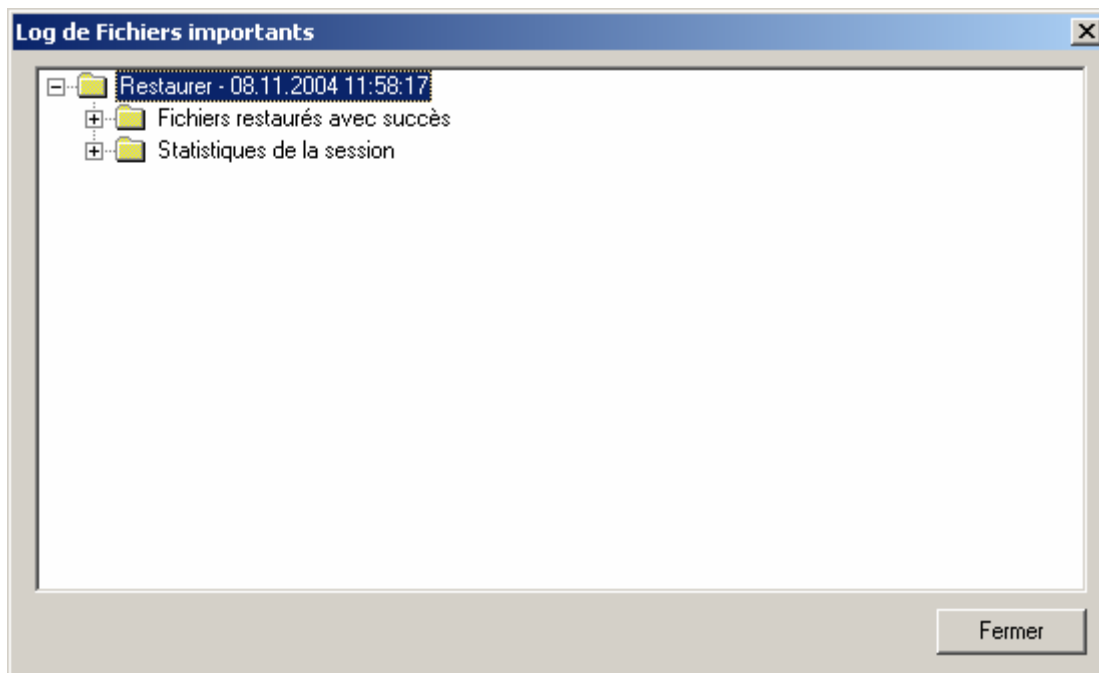 Log de Fichiers importants
Restaurer - 08.11.2004 11:58:17
Fichiers restaurés avec succès
Statistiques de la session
Fermer